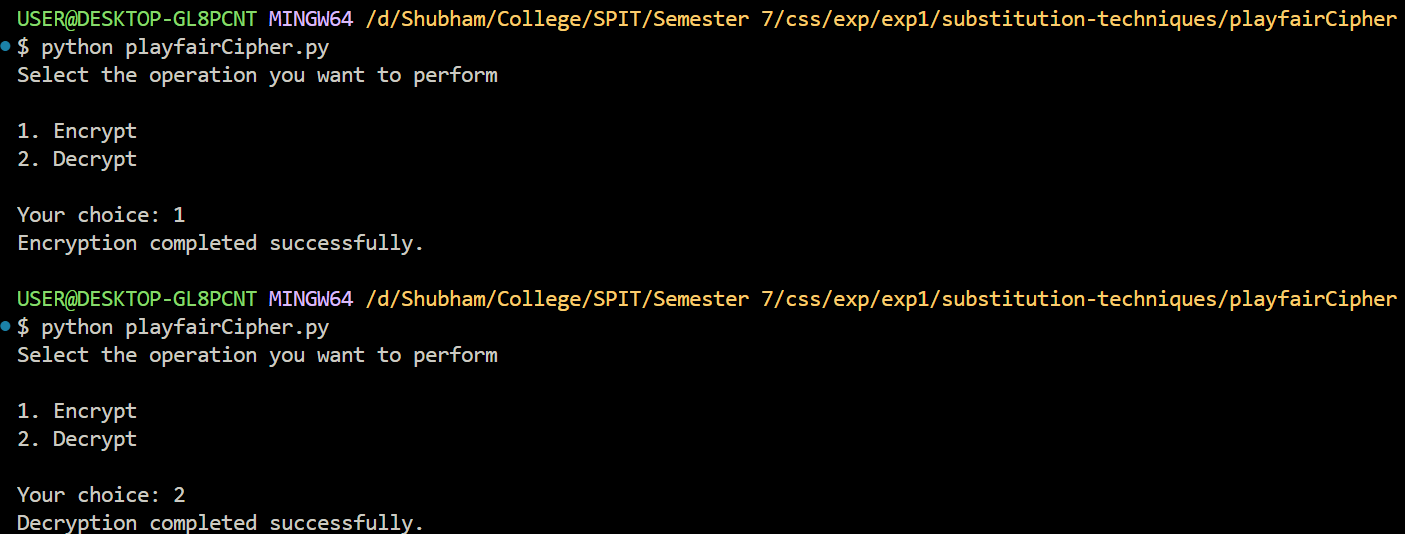 USER@DESKTOP-GL8PCNT MINGW64 /d/Shubham/College/SPIT/Semester 7/css/exp/exp1/substitution-techniques/playfairCipher
$ python playfairCipher.py
Select the operation you want to perform
1. Encrypt
2. Decrypt
Your choice: 1
Encryption completed successfully.
USER@DESKTOP-GL8PCNT MINGW64 /d/Shubham/College/SPIT/Semester 7/css/exp/exp1/substitution-techniques/playfairCipher
$ python playfairCipher.py
Select the operation you want to perform
1. Encrypt
2. Decrypt
Your choice: 2
Decryption completed successfully.